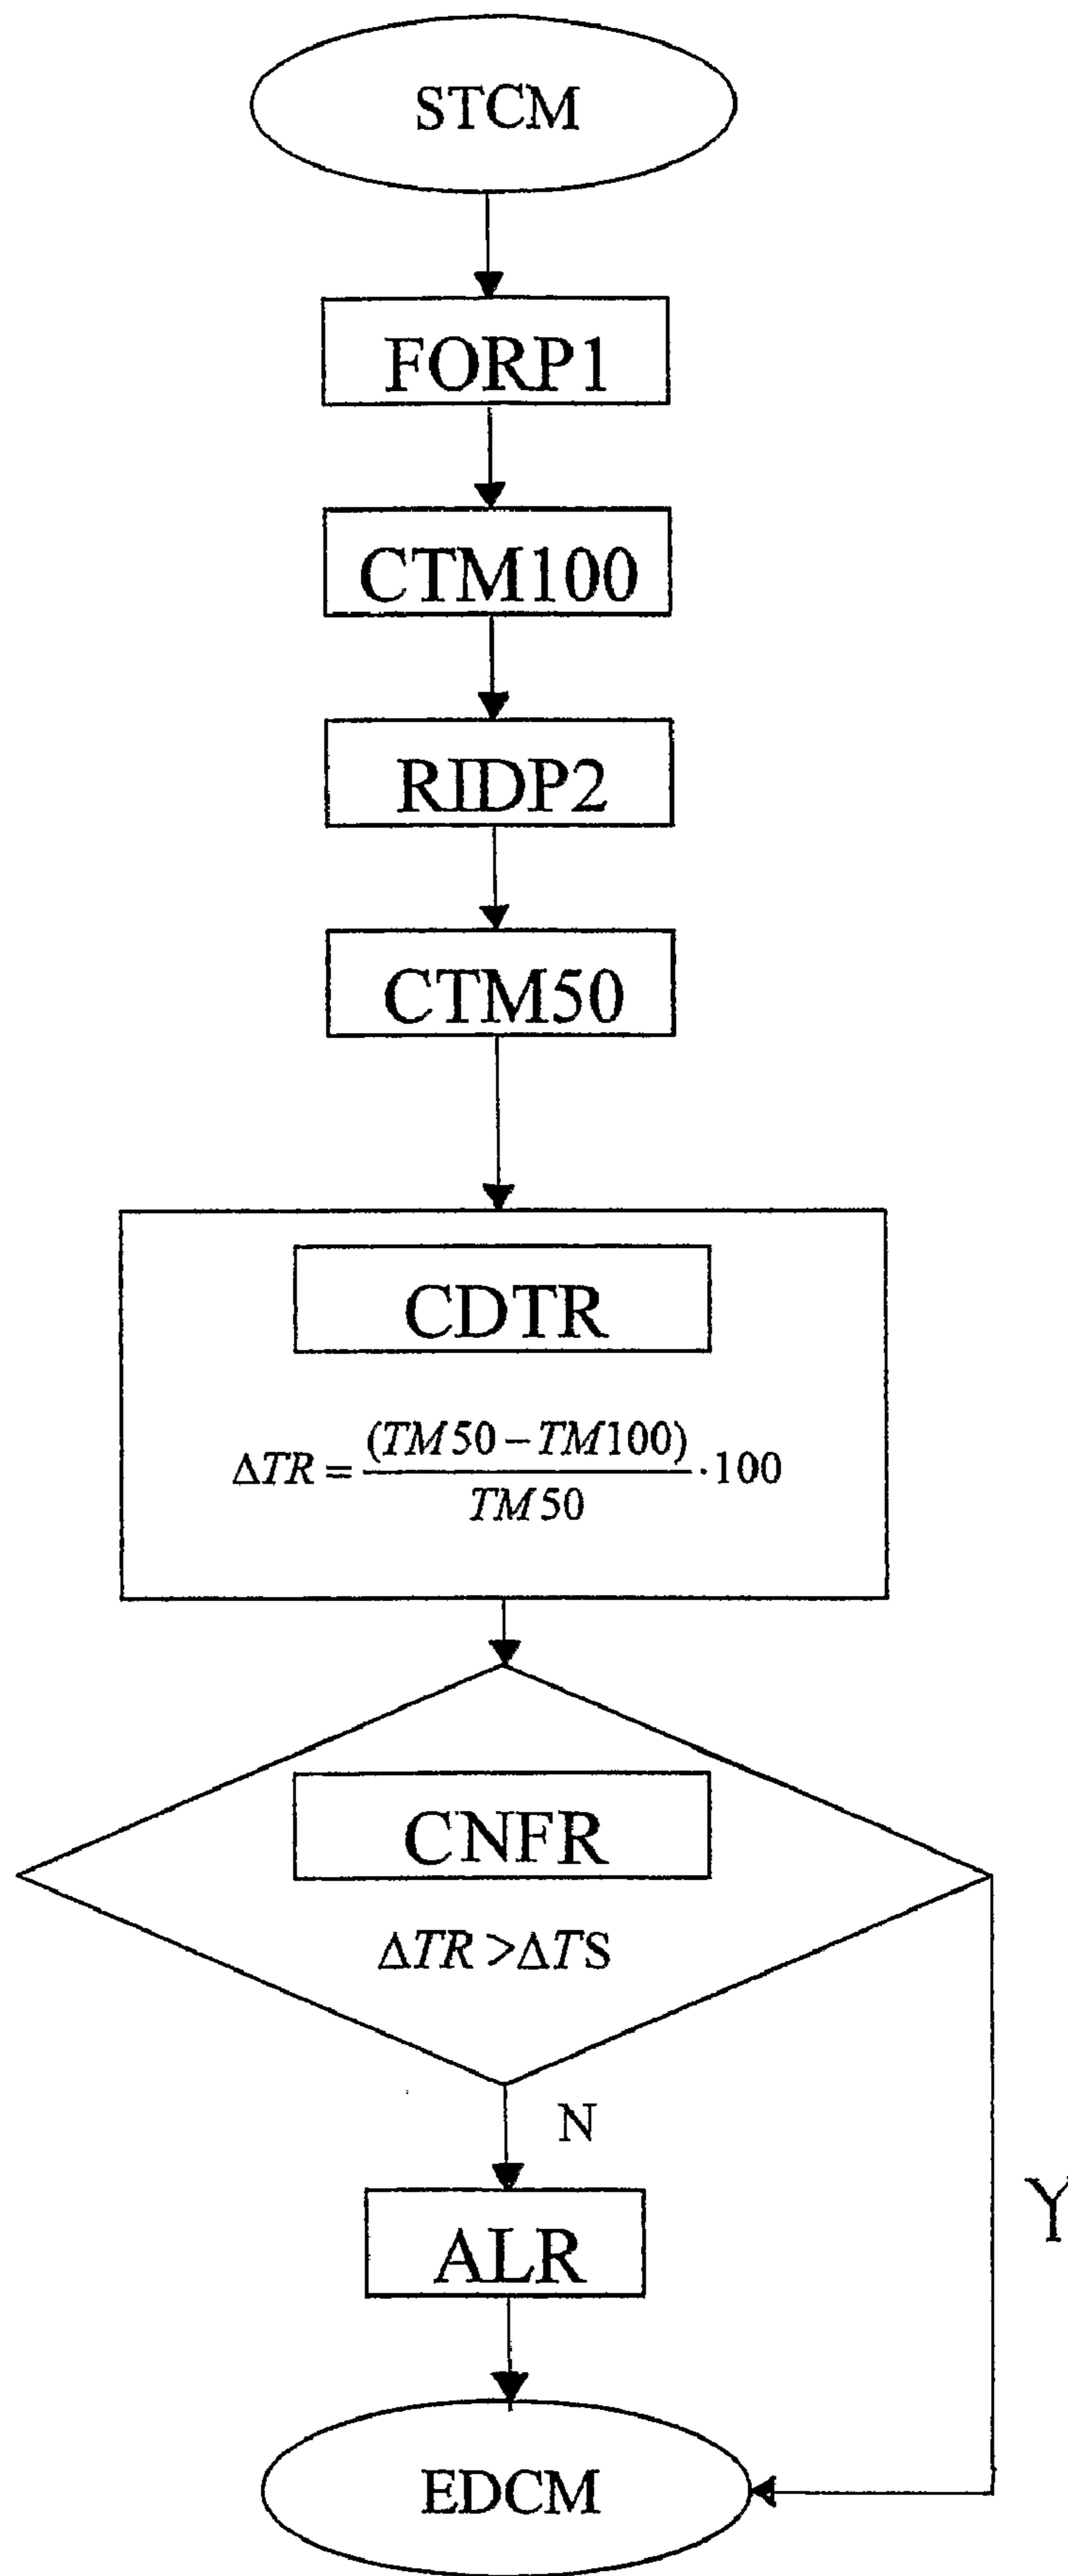 STCM
FORP1
CTM100
RIDP2
CTM50
CDTR
ΔTR = (TM50 − TM100) / TM50 · 100
CNFR
ΔTR > ΔTS
N
Y
ALR
EDCM